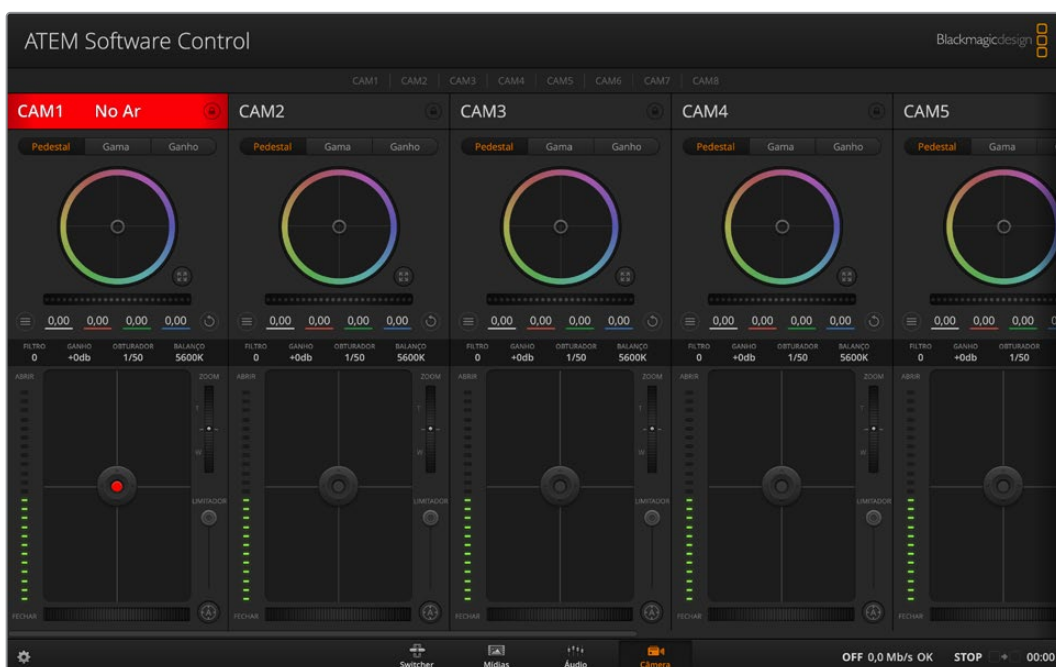 ATEM Software Control
Blackmagicdesign
CAM1 CAM2 CAM3 CAM4 CAM5 CAM6 CAM7 CAM8
CAM1 No Ar CAM2 CAM3 CAM4 CAM5
Pedestal Gama Ganho Pedestal Gama Ganho Pedestal Gama Ganho Pedestal Gama Ganho Pedestal Gama
0,00 0,00 0,00 0,00 0,00 0,00 0,00 0,00 0,00 0,00 0,00 0,00 0,00 0,00 0,00 0,00 0,00 0,00 0,00
FILTRO GANHO OBTURADOR BALANÇO FILTRO GANHO OBTURADOR BALANÇO FILTRO GANHO OBTURADOR BALANÇO FILTRO GANHO OBTURADOR BALANÇO FILTRO GANHO OBTURADOR
0 +0db 1/50 5600K 0 +0db 1/50 5600K 0 +0db 1/50 5600K 0 +0db 1/50 5600K 0 +0db 1/50
ABRIR ZOOM ABRIR ZOOM ABRIR ZOOM ABRIR ZOOM ABRIR
T T T T
W W W W
LIMITADOR LIMITADOR LIMITADOR LIMITADOR
FECHAR A FECHAR A FECHAR A FECHAR A FECHAR
OFF 0,0 Mb/s OK STOP 00:00
Switcher Mídias Áudio Câmera